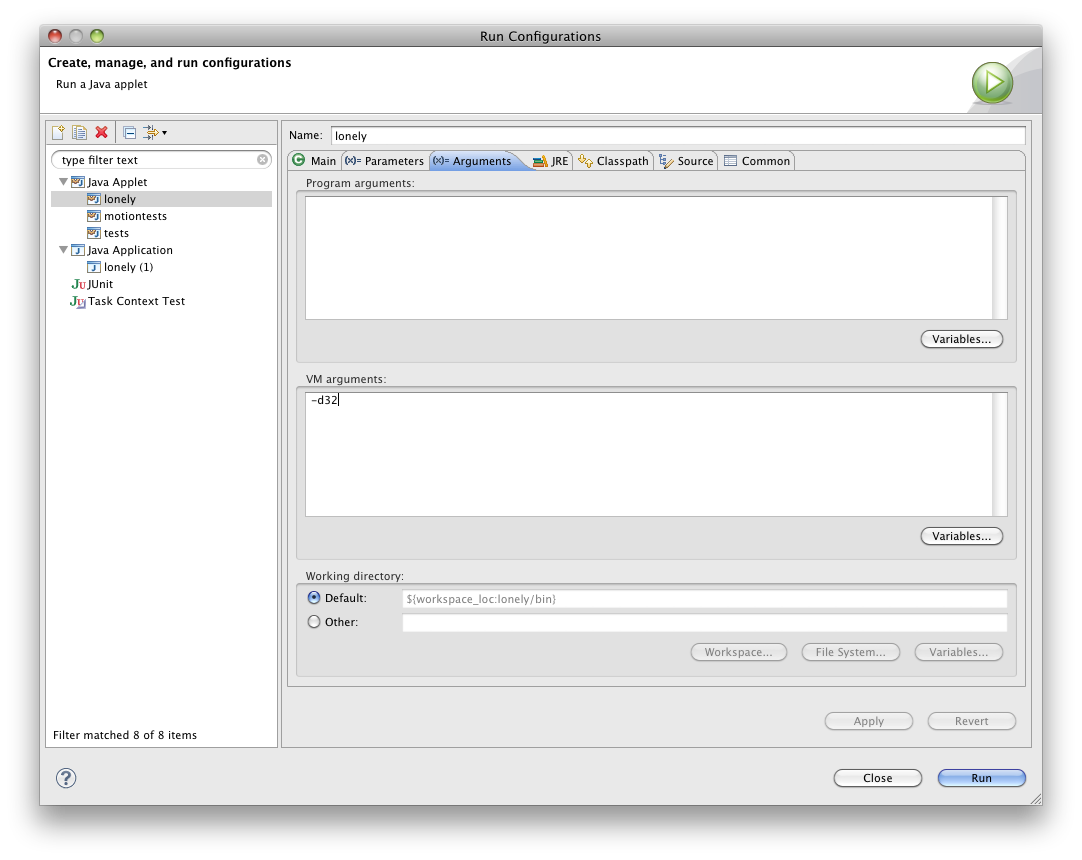 Run Configurations
Create, manage, and run configurations
Run a Java applet
type filter text
Java Applet
lonely
motiontests
tests
Java Application
lonely (1)
JUnit
Task Context Test
Filter matched 8 of 8 items
Name: lonely
Main (x)= Parameters (x)= Arguments JRE Classpath Source Common
Program arguments:
Variables...
VM arguments:
-d32
Variables...
Working directory:
Default: ${workspace_loc:lonely/bin}
Other:
Workspace... File System... Variables...
Apply Revert
? Close Run